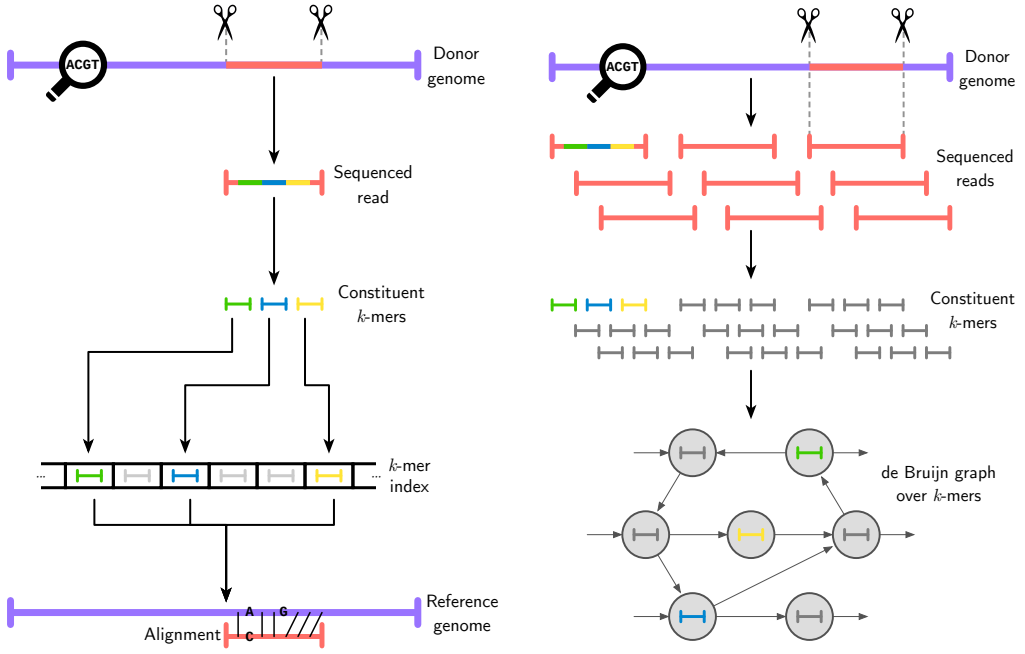 ACGT
Donor
genome
Sequenced
read
Constituent
k-mers
...
...
k-mer
index
A
G
C
Alignment
Reference
genome
ACGT
Donor
genome
Sequenced
reads
Constituent
k-mers
de Bruijn graph
over k-mers